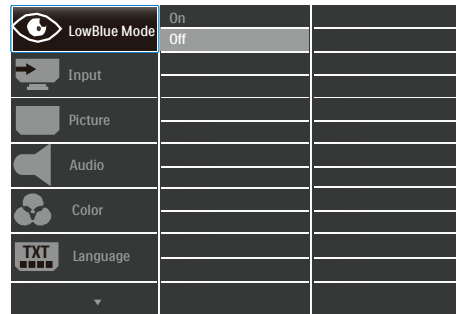 LowBlue Mode
On
Off
Input
Picture
Audio
Color
TXT
Language